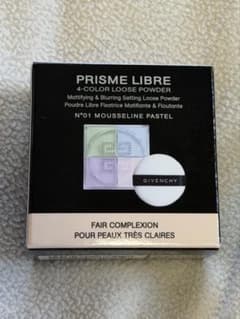 PRISME LIBRE
4-COLOR LOOSE POWDER
Mattifying & Blurring Setting Loose Powder
Poudre Libre Fixatrice Matifiante & Floutante
N°01 MOUSSELINE PASTEL
GIVENCHY
FAIR COMPLEXION
POUR PEAUX TRÈS CLAIRES